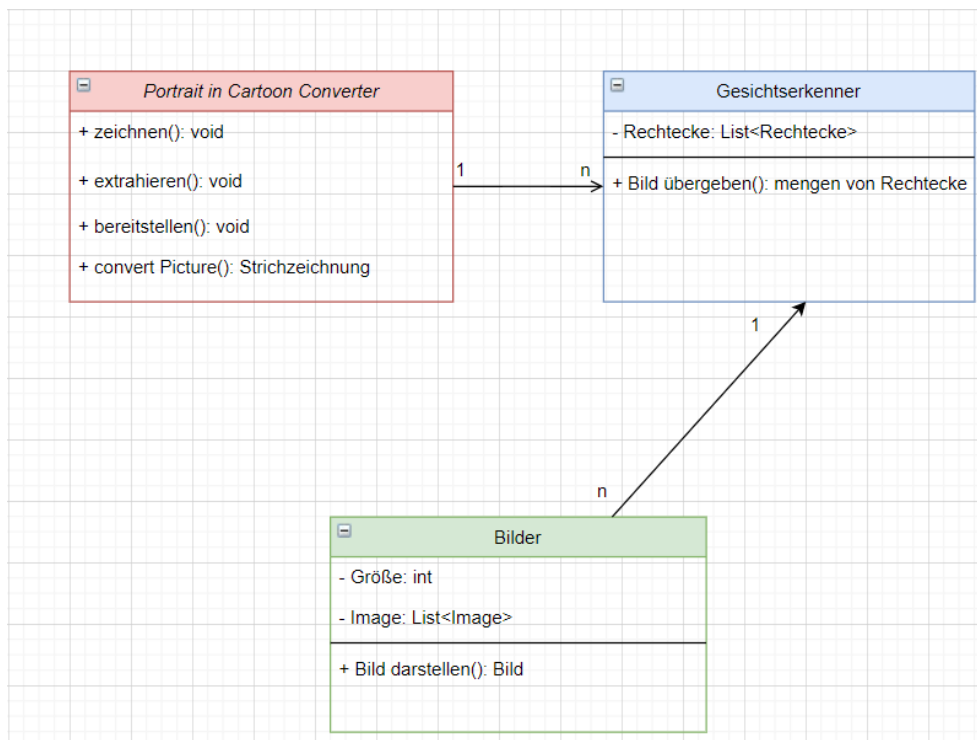 Portrait in Cartoon Converter
+ zeichnen(): void
+ extrahieren(): void
+ bereitstellen(): void
+ convert Picture(): Strichzeichnung
1
n
Gesichtserkenner
- Rechtecke: List<Rechtecke>
+ Bild übergeben(): mengen von Rechtecke
1
n
Bilder
- Größe: int
- Image: List<Image>
+ Bild darstellen(): Bild